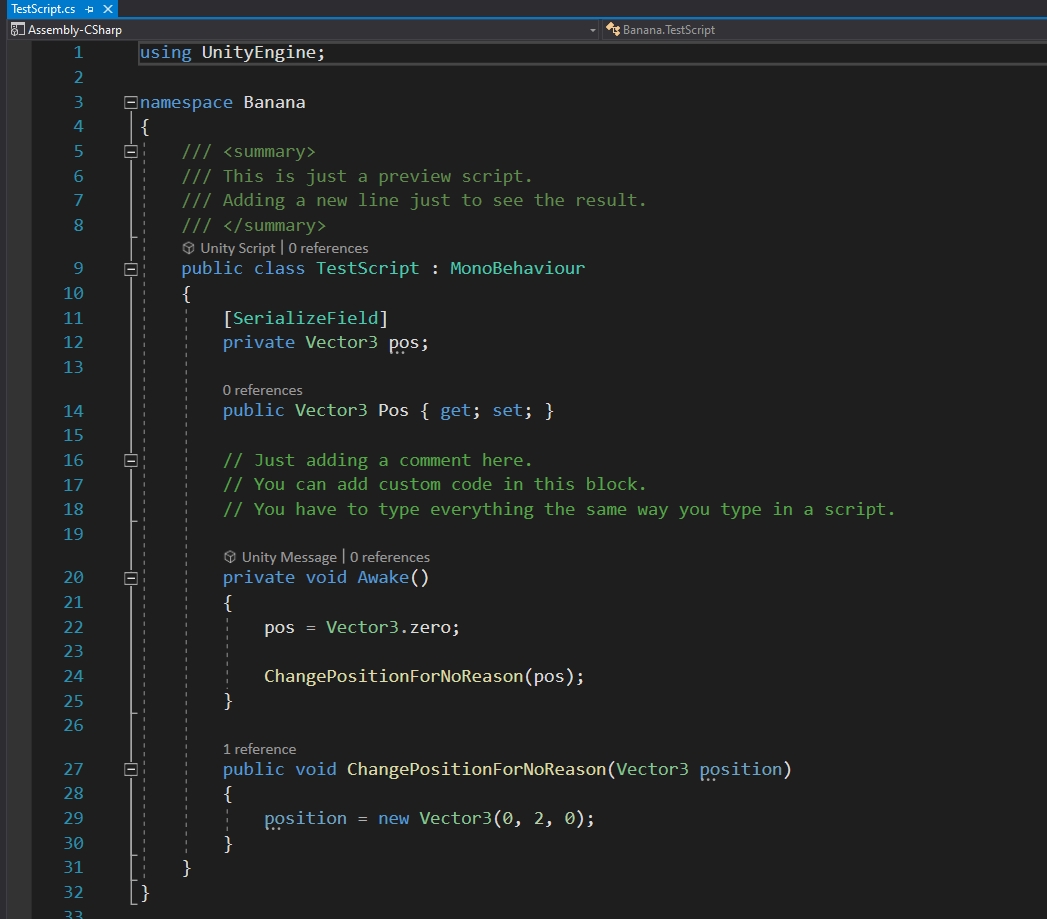 TestScript.cs
Assembly-CSharp Banana.TestScript
1 using UnityEngine;
2
3 namespace Banana
4 {
5 /// <summary>
6 /// This is just a preview script.
7 /// Adding a new line just to see the result.
8 /// </summary>
Unity Script | 0 references
9 public class TestScript : MonoBehaviour
10 {
11 [SerializeField]
12 private Vector3 pos;
13
0 references
14 public Vector3 Pos { get; set; }
15
16 // Just adding a comment here.
17 // You can add custom code in this block.
18 // You have to type everything the same way you type in a script.
19
Unity Message | 0 references
20 private void Awake()
21 {
22 pos = Vector3.zero;
23
24 ChangePositionForNoReason(pos);
25 }
26
1 reference
27 public void ChangePositionForNoReason(Vector3 position)
28 {
29 position = new Vector3(0, 2, 0);
30 }
31 }
32 }
33